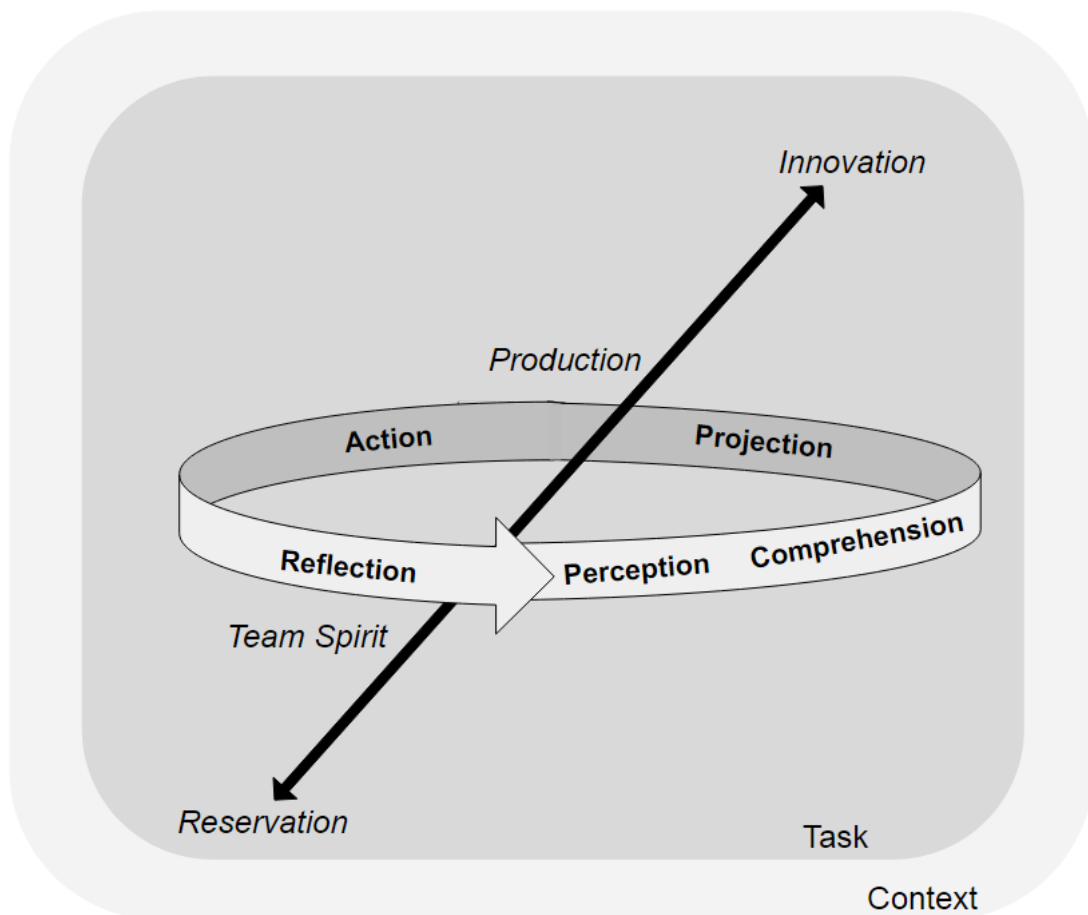 Innovation
Production
Action
Projection
Reflection
Perception
Comprehension
Team Spirit
Reservation
Task
Context